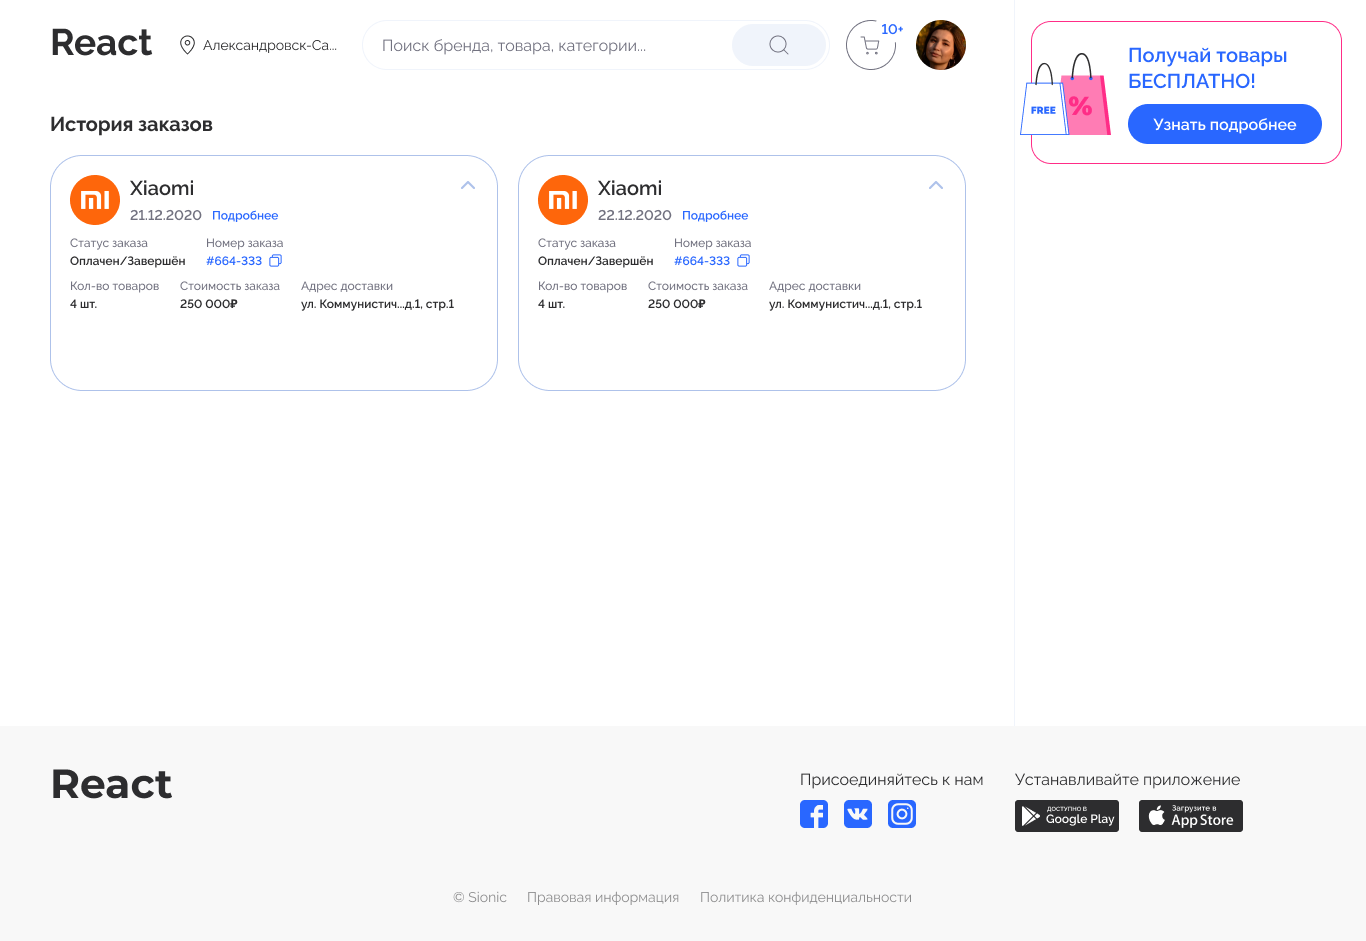 React
Александровск-Са...
Поиск бренда, товара, категории...
10+
Получай товары
БЕСПЛАТНО!
FREE
%
Узнать подробнее
История заказов
Xiaomi
21.12.2020 Подробнее
Статус заказа Номер заказа
Оплачен/Завершён #664-333
Кол-во товаров Стоимость заказа Адрес доставки
4 шт. 250 000₽ ул. Коммунистич...д.1, стр.1
Xiaomi
22.12.2020 Подробнее
Статус заказа Номер заказа
Оплачен/Завершён #664-333
Кол-во товаров Стоимость заказа Адрес доставки
4 шт. 250 000₽ ул. Коммунистич...д.1, стр.1
React
Присоединяйтесь к нам
Устанавливайте приложение
доступно в
Google Play
Загрузите в
App Store
© Sionic Правовая информация Политика конфиденциальности